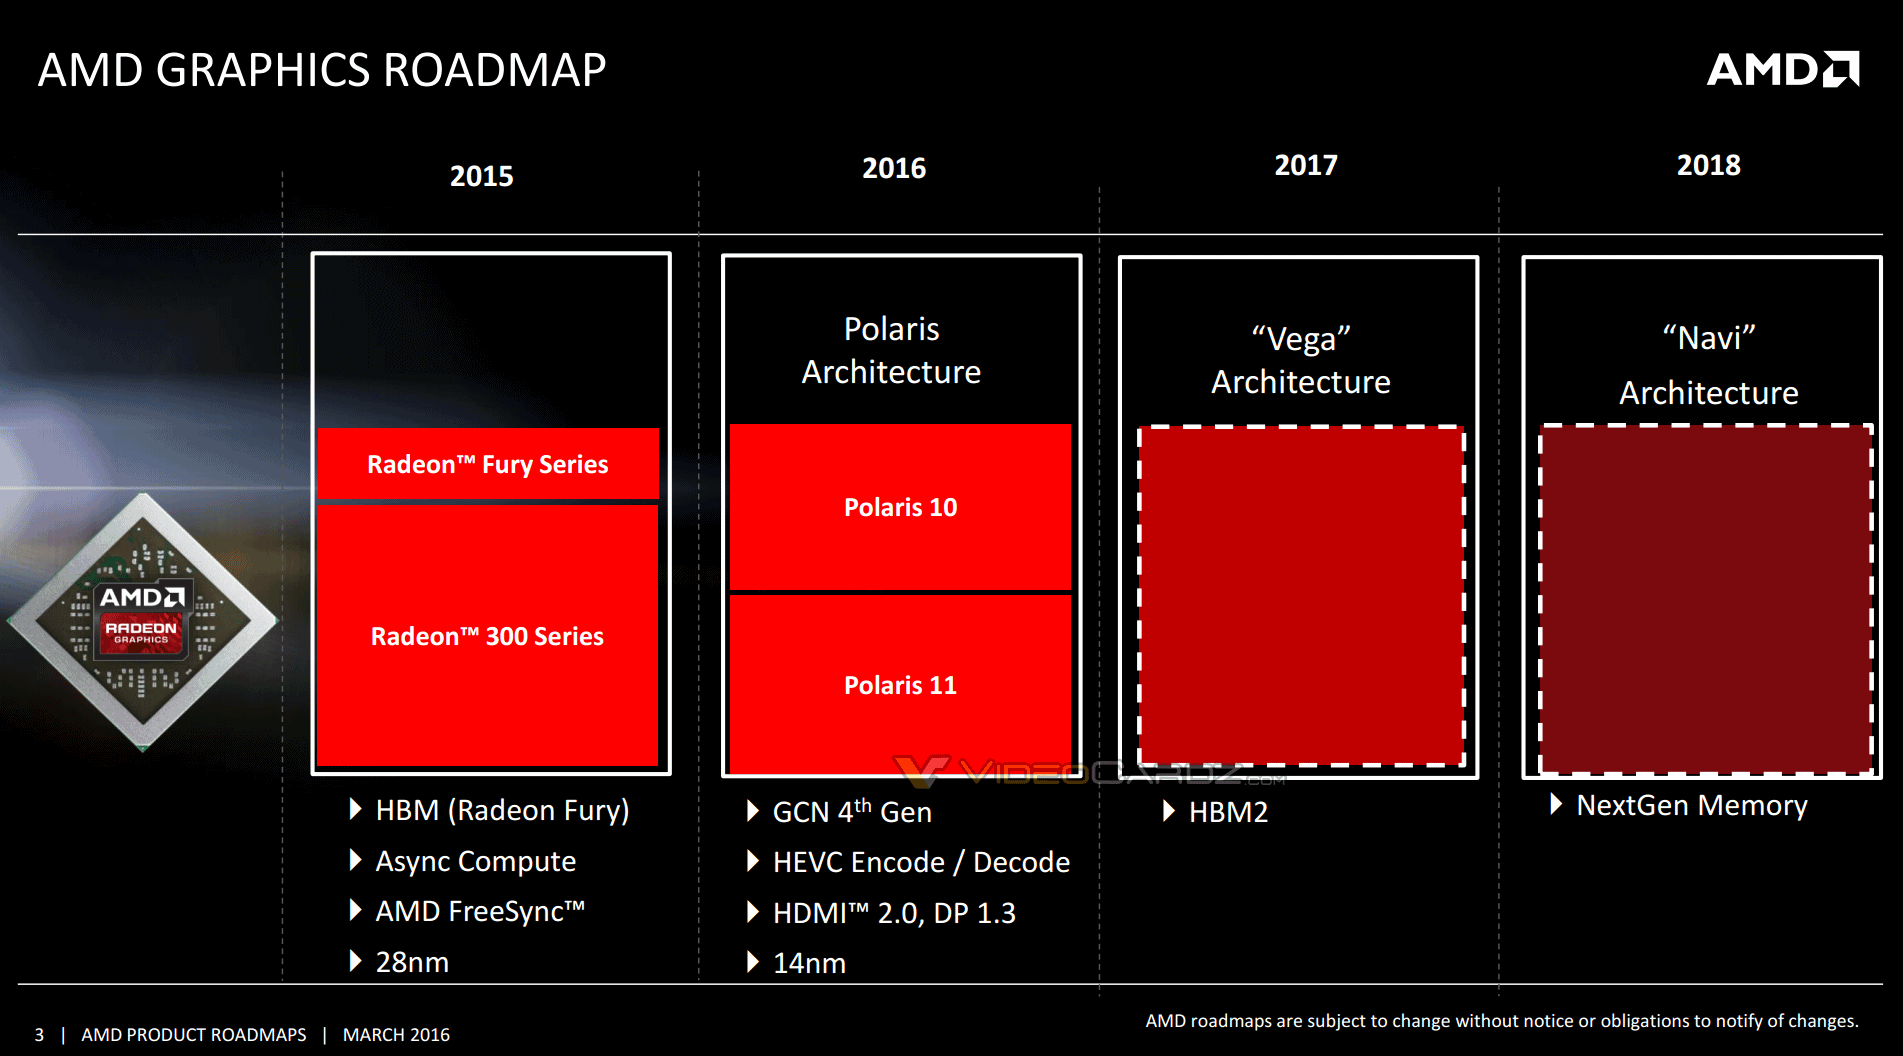 AMD GRAPHICS ROADMAP
AMD
2015
2016
2017
2018
Radeon™ Fury Series
Radeon™ 300 Series
HBM (Radeon Fury)
Async Compute
AMD FreeSync™
28nm
Polaris
Architecture
Polaris 10
Polaris 11
GCN 4th Gen
HEVC Encode / Decode
HDMI™ 2.0, DP 1.3
14nm
“Vega”
Architecture
HBM2
“Navi”
Architecture
NextGen Memory
AMD
RADEON
GRAPHICS
VIDEOCARDZ.COM
3 | AMD PRODUCT ROADMAPS | MARCH 2016
AMD roadmaps are subject to change without notice or obligations to notify of changes.